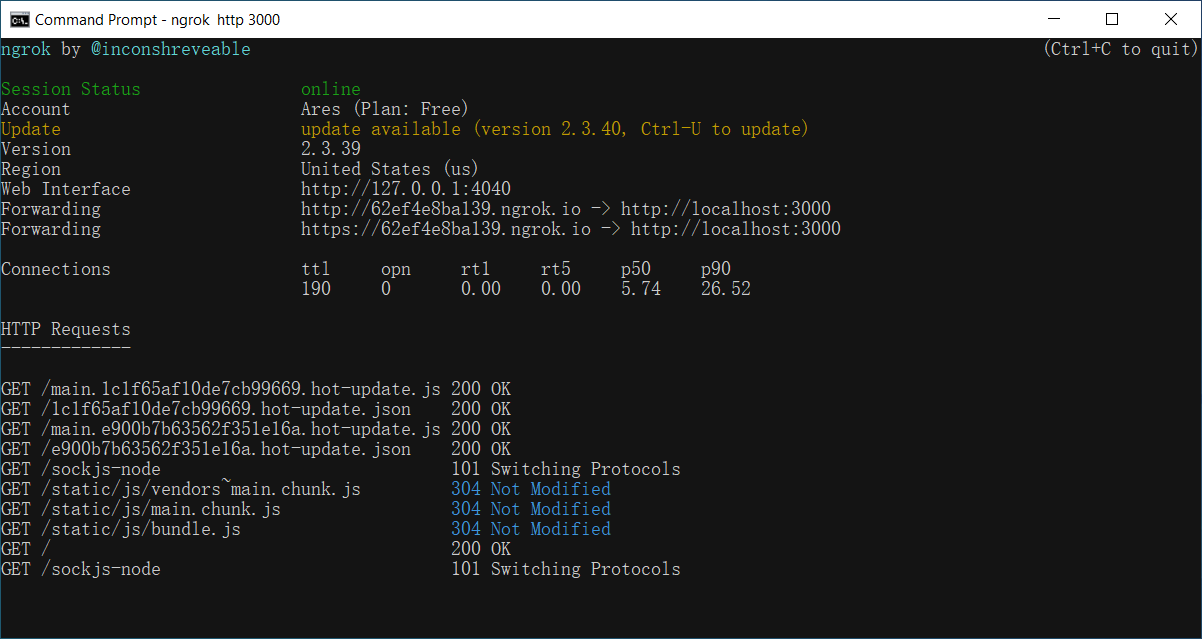 Command Prompt - ngrok http 3000
ngrok by @inconshreveable (Ctrl+C to quit)
Session Status online
Account Ares (Plan: Free)
Update update available (version 2.3.40, Ctrl-U to update)
Version 2.3.39
Region United States (us)
Web Interface http://127.0.0.1:4040
Forwarding http://62ef4e8ba139.ngrok.io -> http://localhost:3000
Forwarding https://62ef4e8ba139.ngrok.io -> http://localhost:3000
Connections ttl opn rt1 rt5 p50 p90
190 0 0.00 0.00 5.74 26.52
HTTP Requests
-------------
GET /main.1c1f65af10de7cb99669.hot-update.js 200 OK
GET /1c1f65af10de7cb99669.hot-update.json 200 OK
GET /main.e900b7b63562f351e16a.hot-update.js 200 OK
GET /e900b7b63562f351e16a.hot-update.json 200 OK
GET /sockjs-node 101 Switching Protocols
GET /static/js/vendors~main.chunk.js 304 Not Modified
GET /static/js/main.chunk.js 304 Not Modified
GET /static/js/bundle.js 304 Not Modified
GET / 200 OK
GET /sockjs-node 101 Switching Protocols